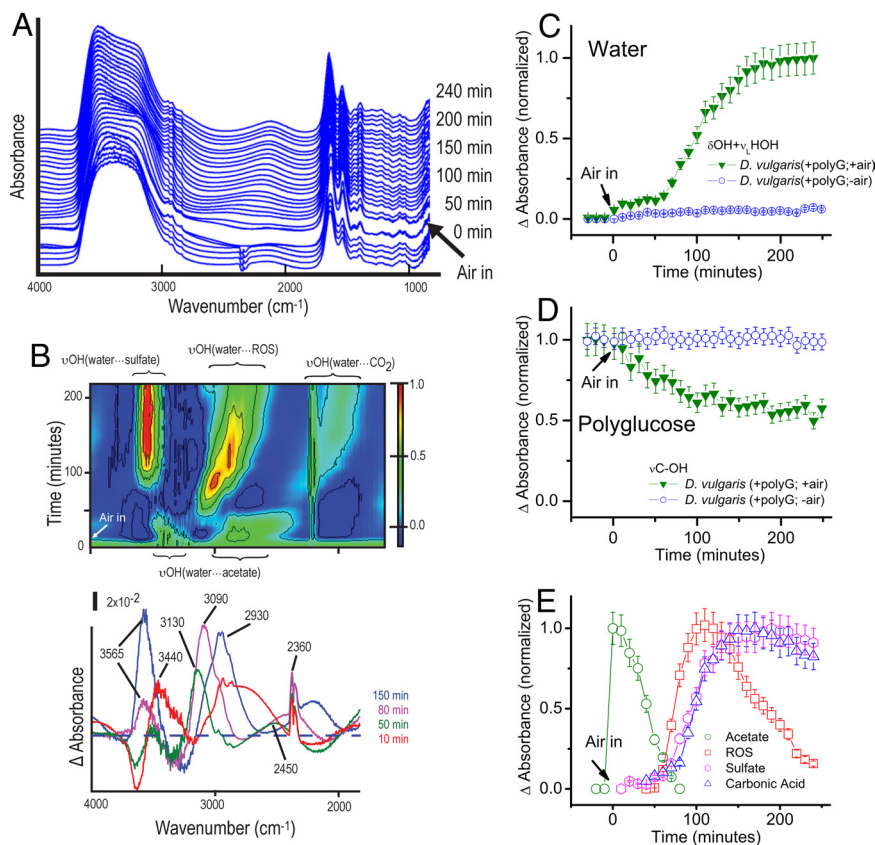 A
Absorbance
240 min
200 min
150 min
100 min
50 min
0 min
Air in
4000 3000 2000 1000
Wavenumber (cm-1)
B
υOH(water···sulfate)
υOH(water···ROS)
υOH(water···CO2)
Time (minutes)
200
100
0
Air in
1.0
0.5
0.0
υOH(water···acetate)
2x10-2
3565
3440
3130
3090
2930
2360
2450
150 min
80 min
50 min
10 min
Δ Absorbance
4000 3000 2000
Wavenumber (cm-1)
C
Water
Δ Absorbance (normalized)
1.0
0.5
0.0
Air in
δOH+νLHOH
D. vulgaris(+polyG;+air)
D. vulgaris(+polyG;-air)
0 100 200
Time (minutes)
D
Δ Absorbance (normalized)
1.0
0.5
0.0
Air in
Polyglucose
νC-OH
D. vulgaris (+polyG; +air)
D. vulgaris (+polyG; -air)
0 100 200
Time (minutes)
E
Δ Absorbance (normalized)
1.0
0.5
0.0
Air in
Acetate
ROS
Sulfate
Carbonic Acid
0 100 200
Time (minutes)